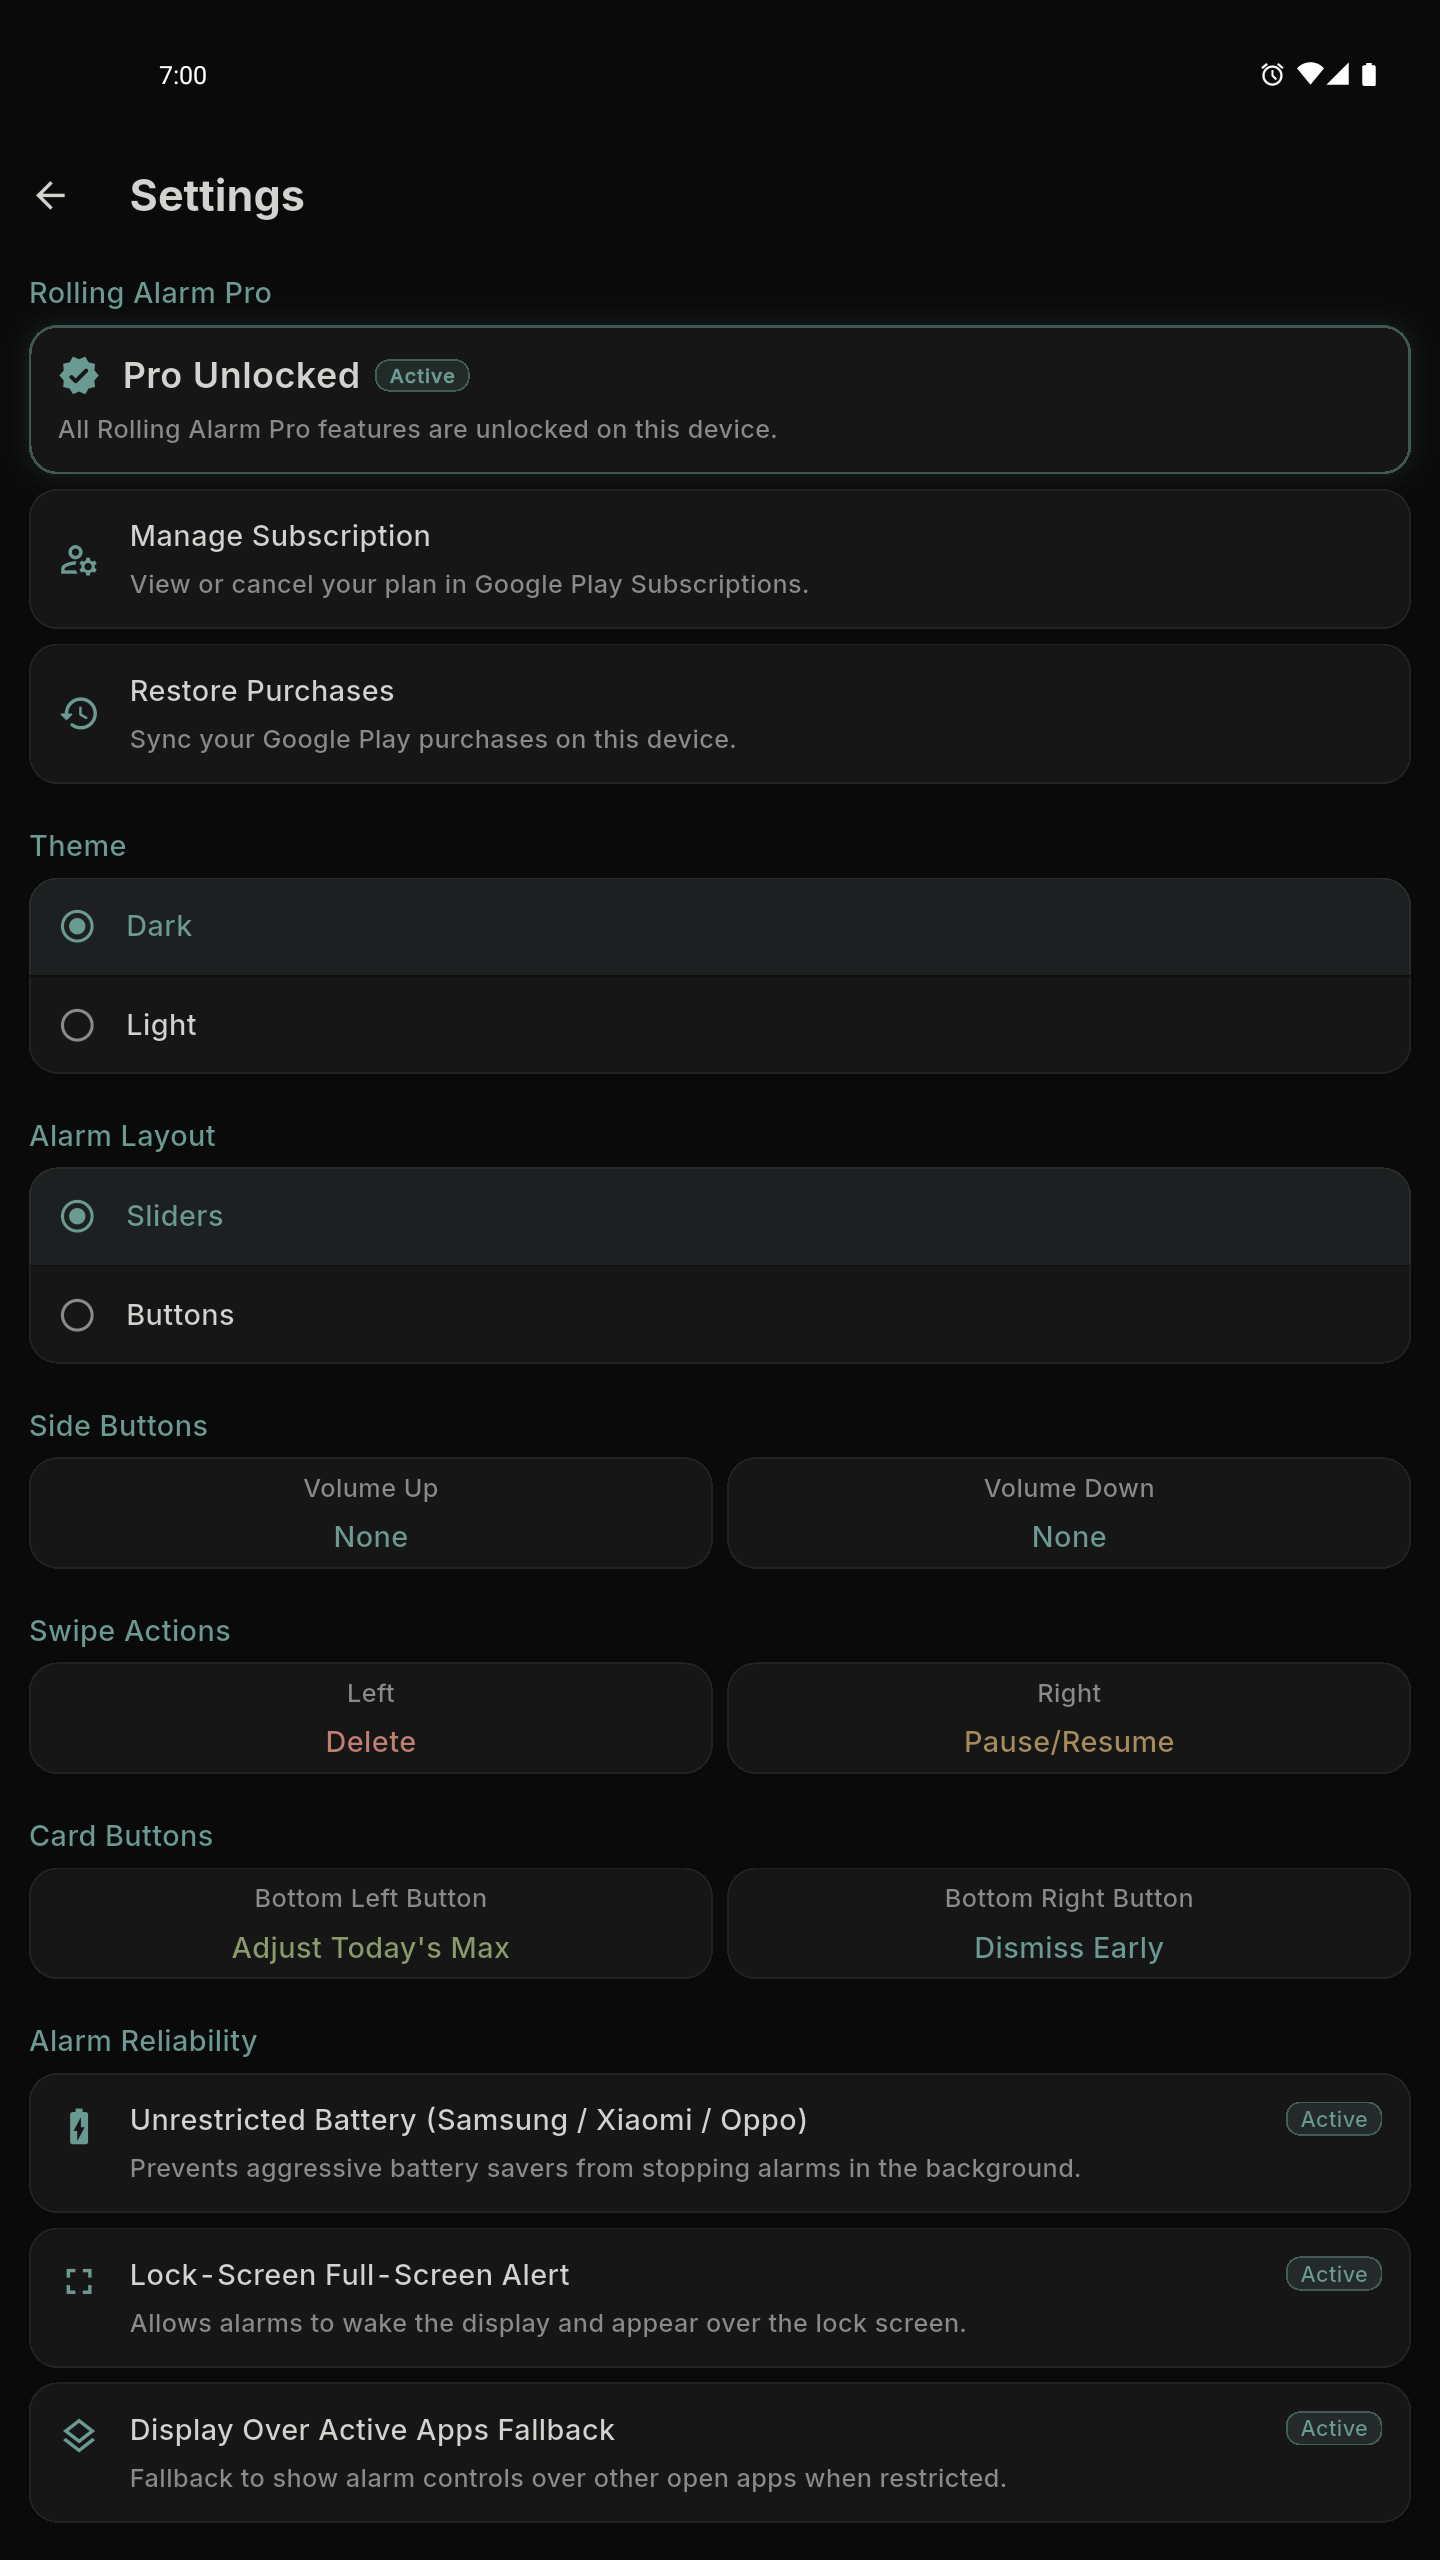 7:00
Settings
Rolling Alarm Pro
Pro Unlocked Active
All Rolling Alarm Pro features are unlocked on this device.
Manage Subscription
View or cancel your plan in Google Play Subscriptions.
Restore Purchases
Sync your Google Play purchases on this device.
Theme
Dark
Light
Alarm Layout
Sliders
Buttons
Side Buttons
Volume Up
None
Volume Down
None
Swipe Actions
Left
Delete
Right
Pause/Resume
Card Buttons
Bottom Left Button
Adjust Today's Max
Bottom Right Button
Dismiss Early
Alarm Reliability
Unrestricted Battery (Samsung / Xiaomi / Oppo) Active
Prevents aggressive battery savers from stopping alarms in the background.
Lock-Screen Full-Screen Alert Active
Allows alarms to wake the display and appear over the lock screen.
Display Over Active Apps Fallback Active
Fallback to show alarm controls over other open apps when restricted.